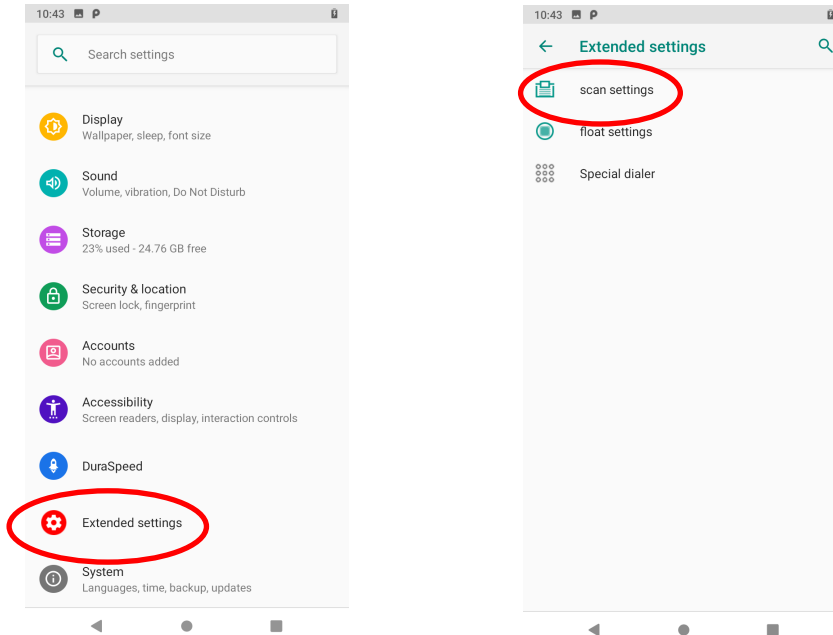 10:43
Search settings
Display
Wallpaper, sleep, font size
Sound
Volume, vibration, Do Not Disturb
Storage
23% used - 24.76 GB free
Security & location
Screen lock, fingerprint
Accounts
No accounts added
Accessibility
Screen readers, display, interaction controls
DuraSpeed
Extended settings
System
Languages, time, backup, updates
10:43
Extended settings
scan settings
float settings
Special dialer